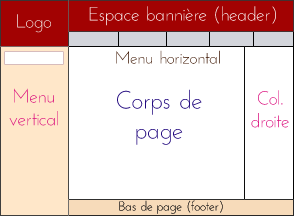 Logo
Espace bannière (header)
Menu horizontal
Menu
vertical
Corps de
page
Col.
droite
Bas de page (footer)